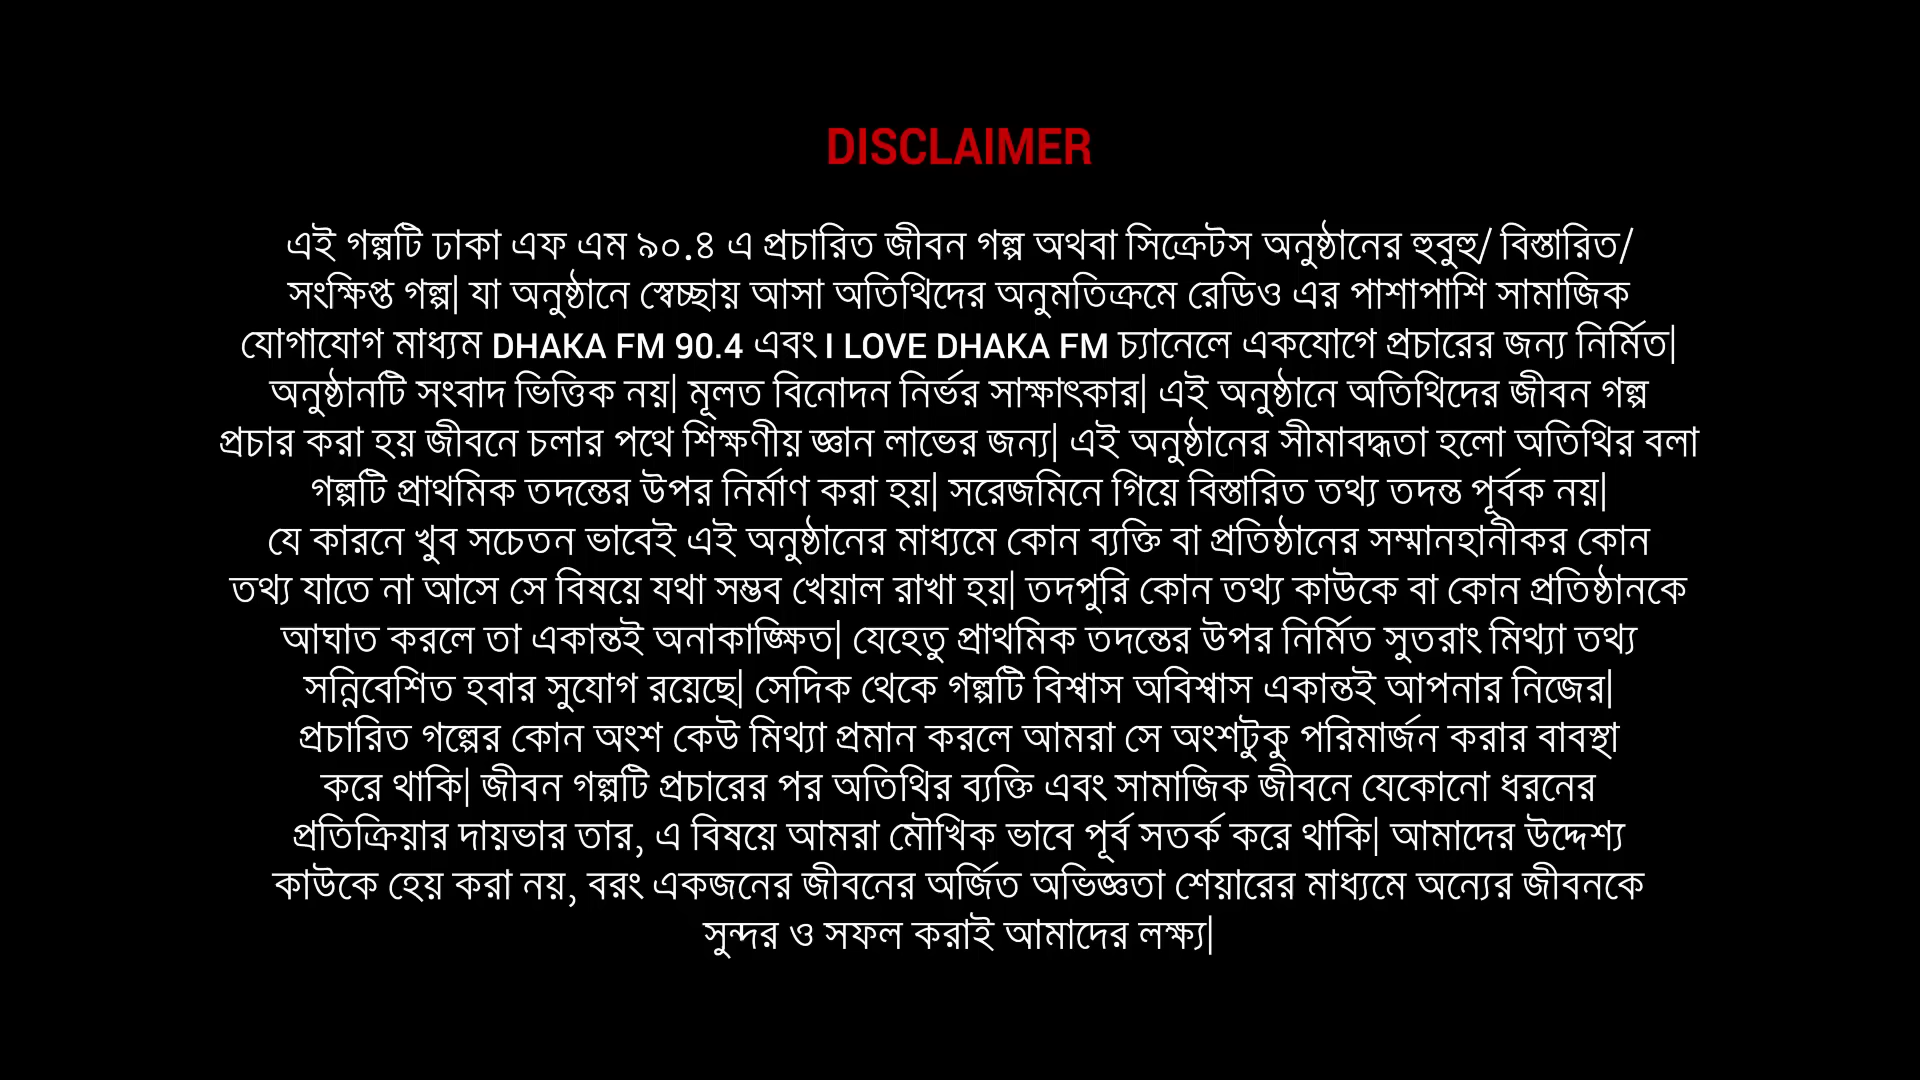 DISCLAIMER
এই গল্পটি ঢাকা এফ এম ৯০.৪ এ প্রচারিত জীবন গল্প অথবা সিক্রেটস অনুষ্ঠানের হুবুহু/ বিস্তারিত/
সংক্ষিপ্ত গল্প| যা অনুষ্ঠানে স্বেচ্ছায় আসা অতিথিদের অনুমতিক্রমে রেডিও এর পাশাপাশি সামাজিক
যোগাযোগ মাধ্যম DHAKA FM 90.4 এবং I LOVE DHAKA FM চ্যানেলে একযোগে প্রচারের জন্য নির্মিত|
অনুষ্ঠানটি সংবাদ ভিত্তিক নয়| মূলত বিনোদন নির্ভর সাক্ষাৎকার| এই অনুষ্ঠানে অতিথিদের জীবন গল্প
প্রচার করা হয় জীবনে চলার পথে শিক্ষণীয় জ্ঞান লাভের জন্য| এই অনুষ্ঠানের সীমাবদ্ধতা হলো অতিথির বলা
গল্পটি প্রাথমিক তদন্তের উপর নির্মাণ করা হয়| সরেজমিনে গিয়ে বিস্তারিত তথ্য তদন্ত পূর্বক নয়|
যে কারনে খুব সচেতন ভাবেই এই অনুষ্ঠানের মাধ্যমে কোন ব্যক্তি বা প্রতিষ্ঠানের সম্মানহানীকর কোন
তথ্য যাতে না আসে সে বিষয়ে যথা সম্ভব খেয়াল রাখা হয়| তদপুরি কোন তথ্য কাউকে বা কোন প্রতিষ্ঠানকে
আঘাত করলে তা একান্তই অনাকাঙ্ক্ষিত| যেহেতু প্রাথমিক তদন্তের উপর নির্মিত সুতরাং মিথ্যা তথ্য
সন্নিবেশিত হবার সুযোগ রয়েছে| সেদিক থেকে গল্পটি বিশ্বাস অবিশ্বাস একান্তই আপনার নিজের|
প্রচারিত গল্পের কোন অংশ কেউ মিথ্যা প্রমান করলে আমরা সে অংশটুকু পরিমার্জন করার বাবস্থা
করে থাকি| জীবন গল্পটি প্রচারের পর অতিথির ব্যক্তি এবং সামাজিক জীবনে যেকোনো ধরনের
প্রতিক্রিয়ার দায়ভার তার, এ বিষয়ে আমরা মৌখিক ভাবে পূর্ব সতর্ক করে থাকি| আমাদের উদ্দেশ্য
কাউকে হেয় করা নয়, বরং একজনের জীবনের অর্জিত অভিজ্ঞতা শেয়ারের মাধ্যমে অন্যের জীবনকে
সুন্দর ও সফল করাই আমাদের লক্ষ্য|